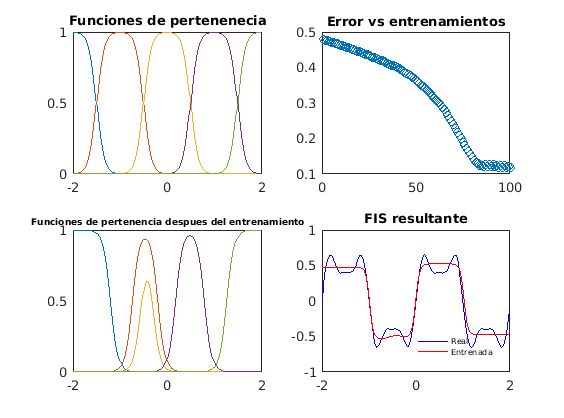 Funciones de pertenenecia
1
0.5
0
-2 0 2
Error vs entrenamientos
0.5
0.4
0.3
0.2
0.1
0 50 100
Funciones de pertenencia despues del entrenamiento
1
0.5
0
-2 0 2
FIS resultante
1
0.5
0
-0.5
-1
-2 0 2
Real
Entrenada